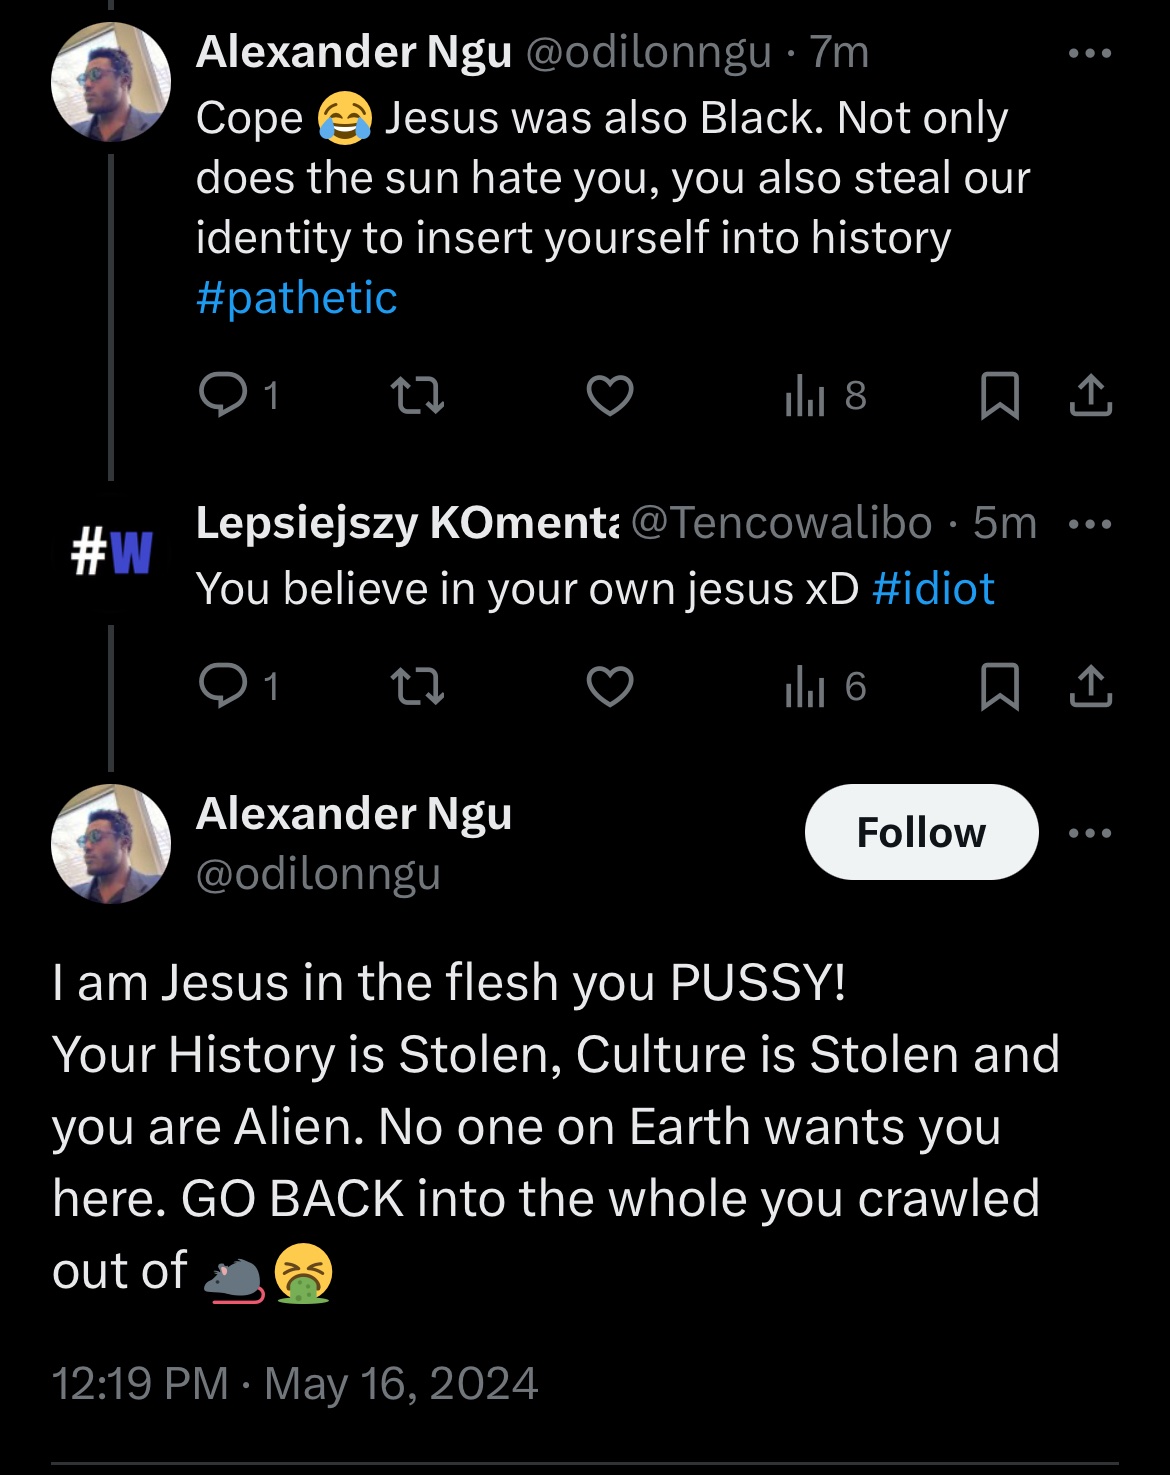 Alexander Ngu @odilonngu · 7m
Cope 😂 Jesus was also Black. Not only
does the sun hate you, you also steal our
identity to insert yourself into history
#pathetic
1 8
#W
Lepsiejszy KOmenta @Tencowalibo · 5m
You believe in your own jesus xD #idiot
1 6
Alexander Ngu
Follow
@odilonngu
I am Jesus in the flesh you PUSSY!
Your History is Stolen, Culture is Stolen and
you are Alien. No one on Earth wants you
here. GO BACK into the whole you crawled
out of 🐀🤮
12:19 PM · May 16, 2024